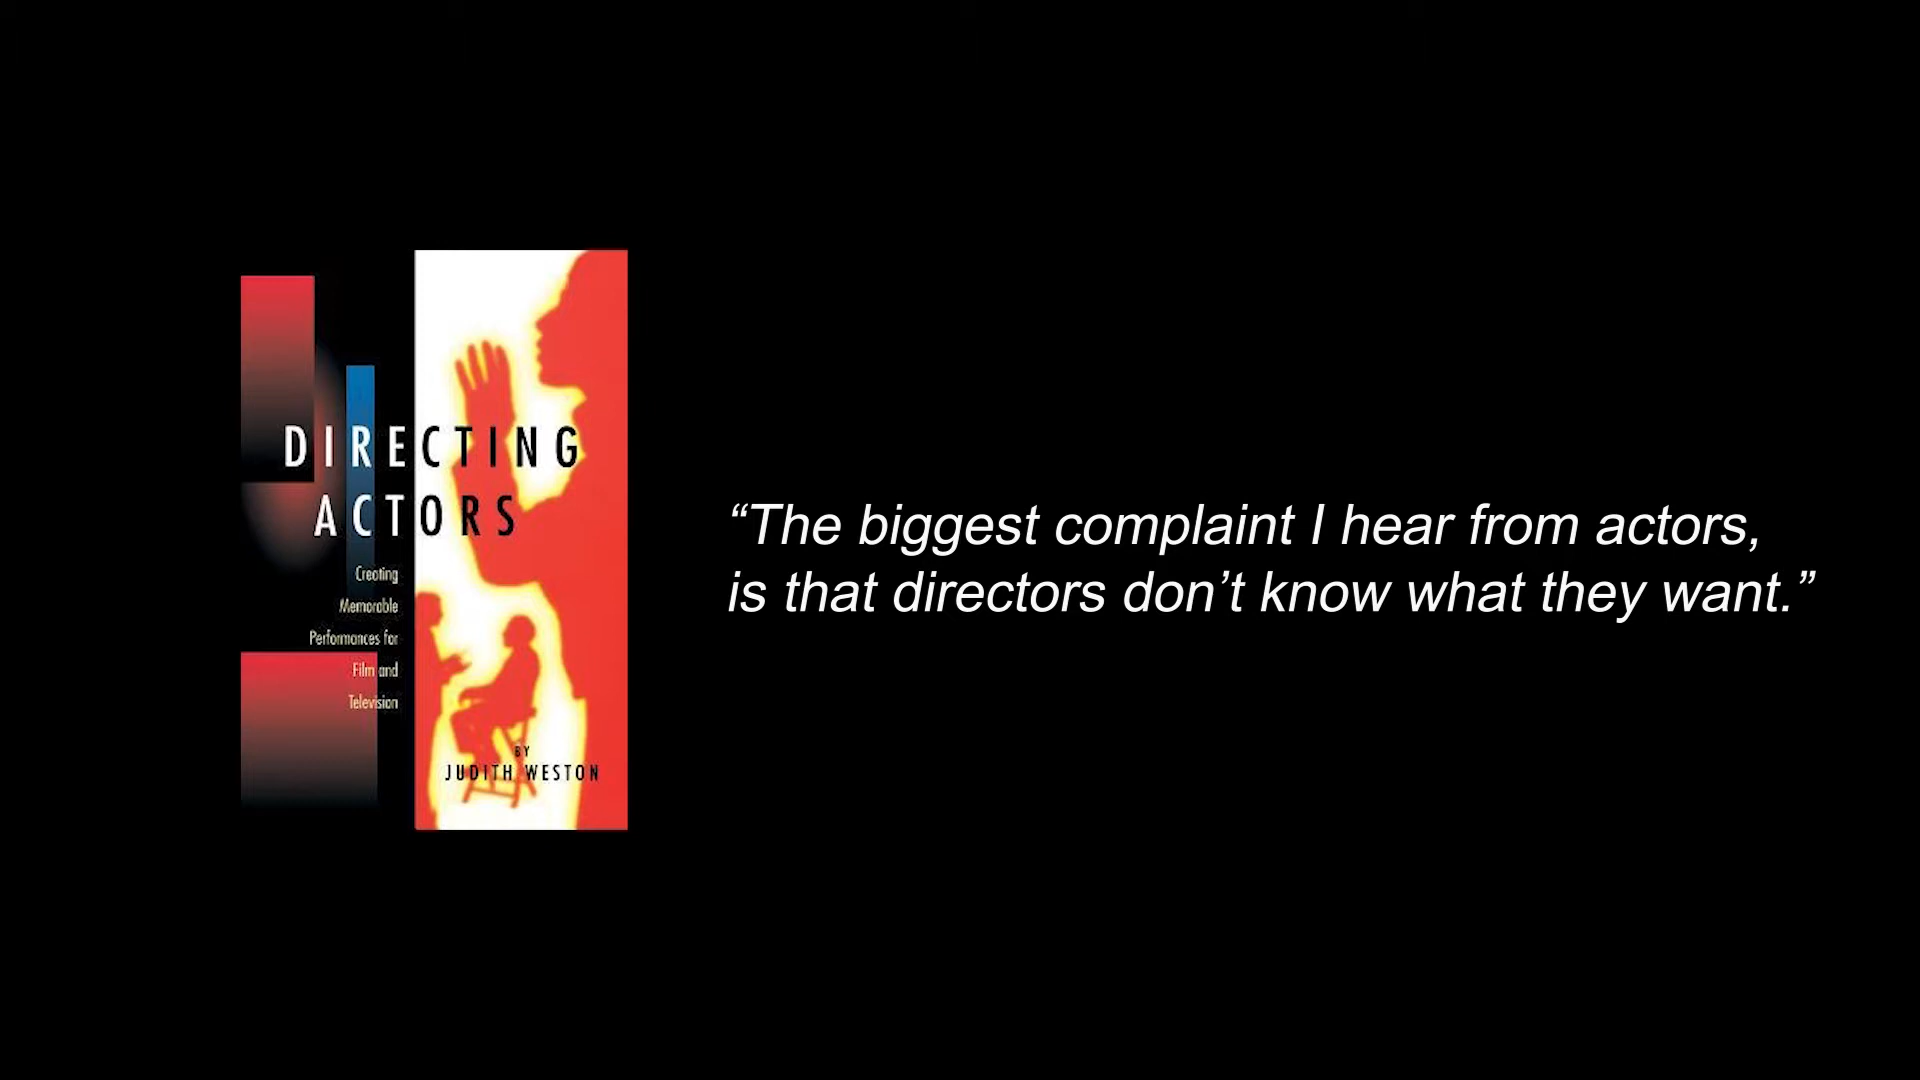 DIRECTING
ACTORS
Creating
Memorable
Performances for
Film and
Television
BY
JUDITH WESTON
“The biggest complaint I hear from actors,
is that directors don’t know what they want.”